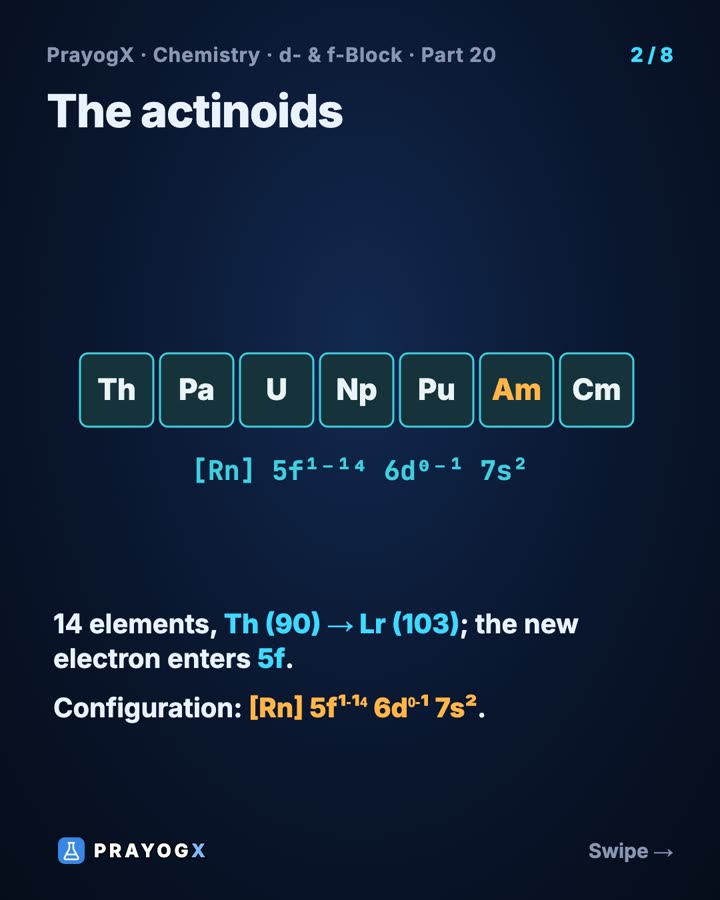 PrayogX · Chemistry · d- & f-Block · Part 20
2 / 8
The actinoids
Th Pa U Np Pu Am Cm
[Rn] 5f¹⁻¹⁴ 6d⁰⁻¹ 7s²
14 elements, Th (90) → Lr (103); the new
electron enters 5f.
Configuration: [Rn] 5f¹⁻¹⁴ 6d⁰⁻¹ 7s².
PRAYOGX
Swipe →